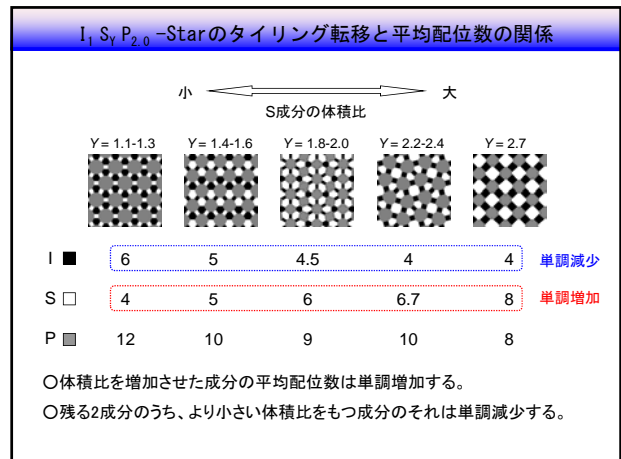 I₁ Sʏ P₂.₀ -Starのタイリング転移と平均配位数の関係
小 大
S成分の体積比
Y = 1.1-1.3 Y = 1.4-1.6 Y = 1.8-2.0 Y = 2.2-2.4 Y = 2.7
I 6 5 4.5 4 4 単調減少
S 4 5 6 6.7 8 単調増加
P 12 10 9 10 8
〇体積比を増加させた成分の平均配位数は単調増加する。
〇残る2成分のうち、より小さい体積比をもつ成分のそれは単調減少する。